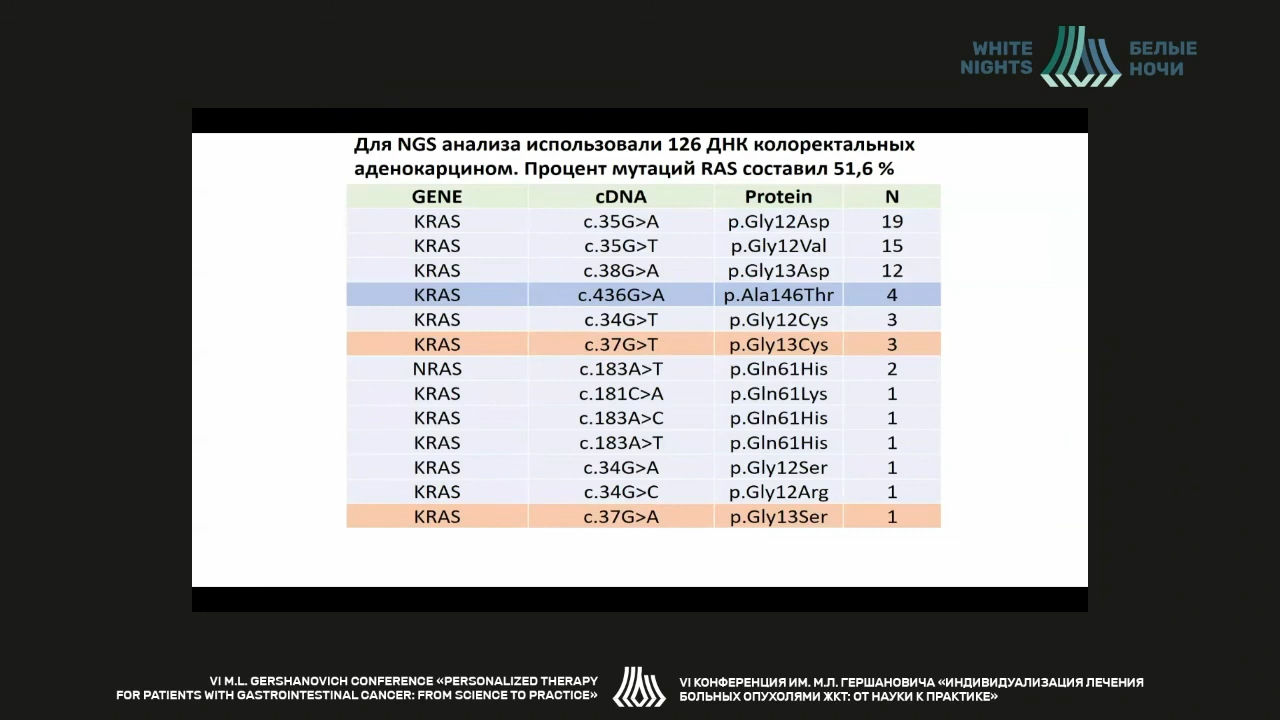 WHITE
NIGHTS
БЕЛЫЕ
НОЧИ
Для NGS анализа использовали 126 ДНК колоректальных
аденокарцином. Процент мутаций RAS составил 51,6 %
GENE cDNA Protein N
KRAS c.35G>A p.Gly12Asp 19
KRAS c.35G>T p.Gly12Val 15
KRAS c.38G>A p.Gly13Asp 12
KRAS c.436G>A p.Ala146Thr 4
KRAS c.34G>T p.Gly12Cys 3
KRAS c.37G>T p.Gly13Cys 3
NRAS c.183A>T p.Gln61His 2
KRAS c.181C>A p.Gln61Lys 1
KRAS c.183A>C p.Gln61His 1
KRAS c.183A>T p.Gln61His 1
KRAS c.34G>A p.Gly12Ser 1
KRAS c.34G>C p.Gly12Arg 1
KRAS c.37G>A p.Gly13Ser 1
VI M.L. GERSHANOVICH CONFERENCE «PERSONALIZED THERAPY
FOR PATIENTS WITH GASTROINTESTINAL CANCER: FROM SCIENCE TO PRACTICE»
VI КОНФЕРЕНЦИЯ ИМ. М.Л. ГЕРШАНОВИЧА «ИНДИВИДУАЛИЗАЦИЯ ЛЕЧЕНИЯ
БОЛЬНЫХ ОПУХОЛЯМИ ЖКТ: ОТ НАУКИ К ПРАКТИКЕ»